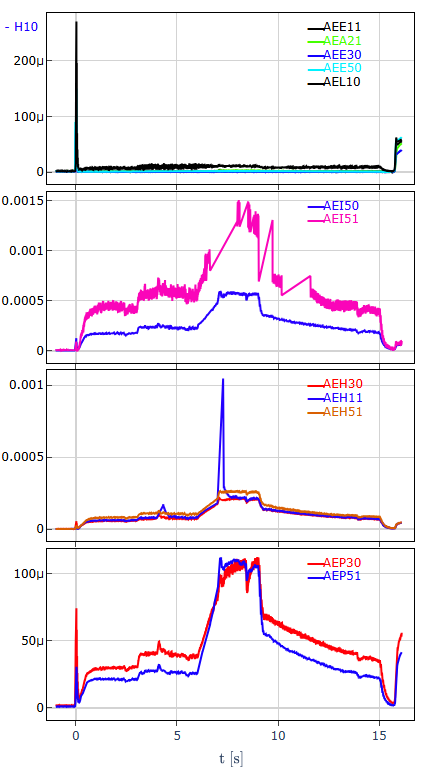 - H10
AEE11
AEA21
AEE30
AEE50
AEL10
200μ
100μ
0
0.0015
AEI50
AEI51
0.001
0.0005
0
0.001
AEH30
AEH11
AEH51
0.0005
0
AEP30
AEP51
100μ
50μ
0
0 5 10 15
t [s]